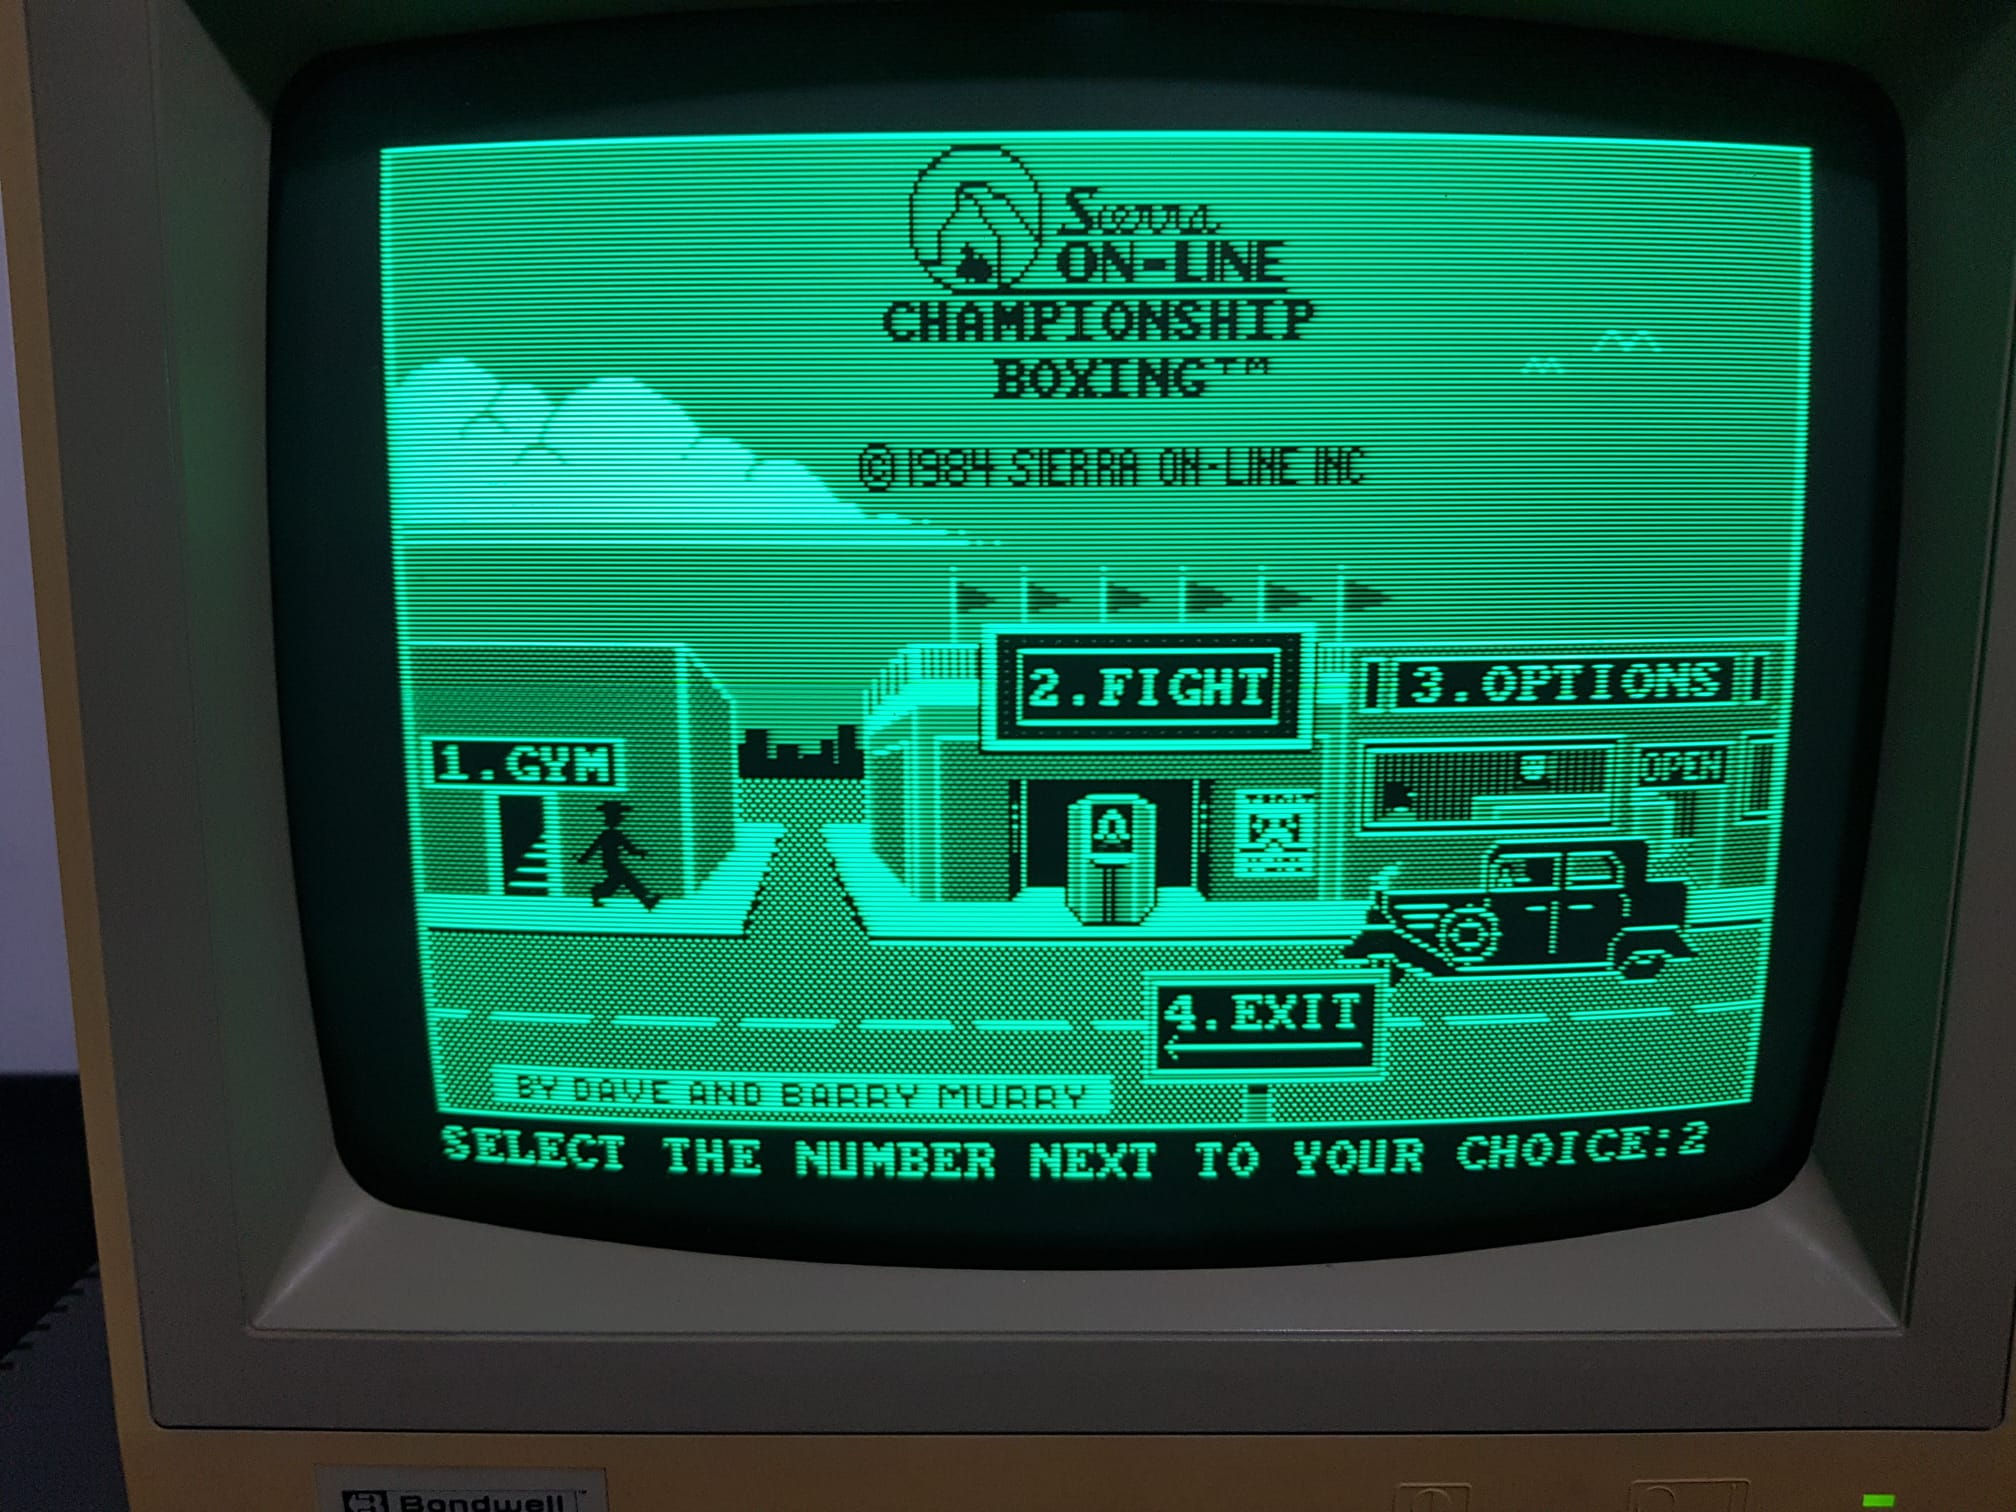 Sierra
ON-LINE
CHAMPIONSHIP
BOXING™
©1984 SIERRA ON-LINE INC
2.FIGHT
3.OPTIONS
1.GYM
OPEN
4.EXIT
BY DAVE AND BARRY MURRY
SELECT THE NUMBER NEXT TO YOUR CHOICE:2
Bondwell™